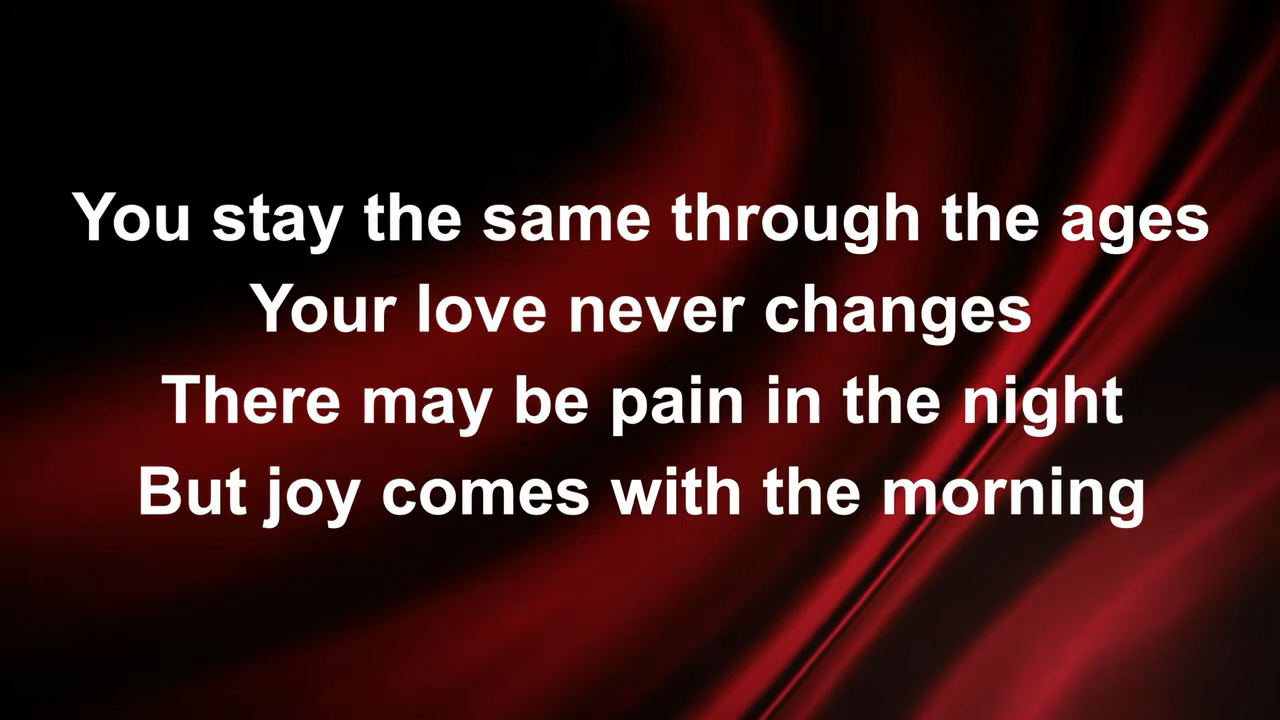 You stay the same through the ages
Your love never changes
There may be pain in the night
But joy comes with the morning